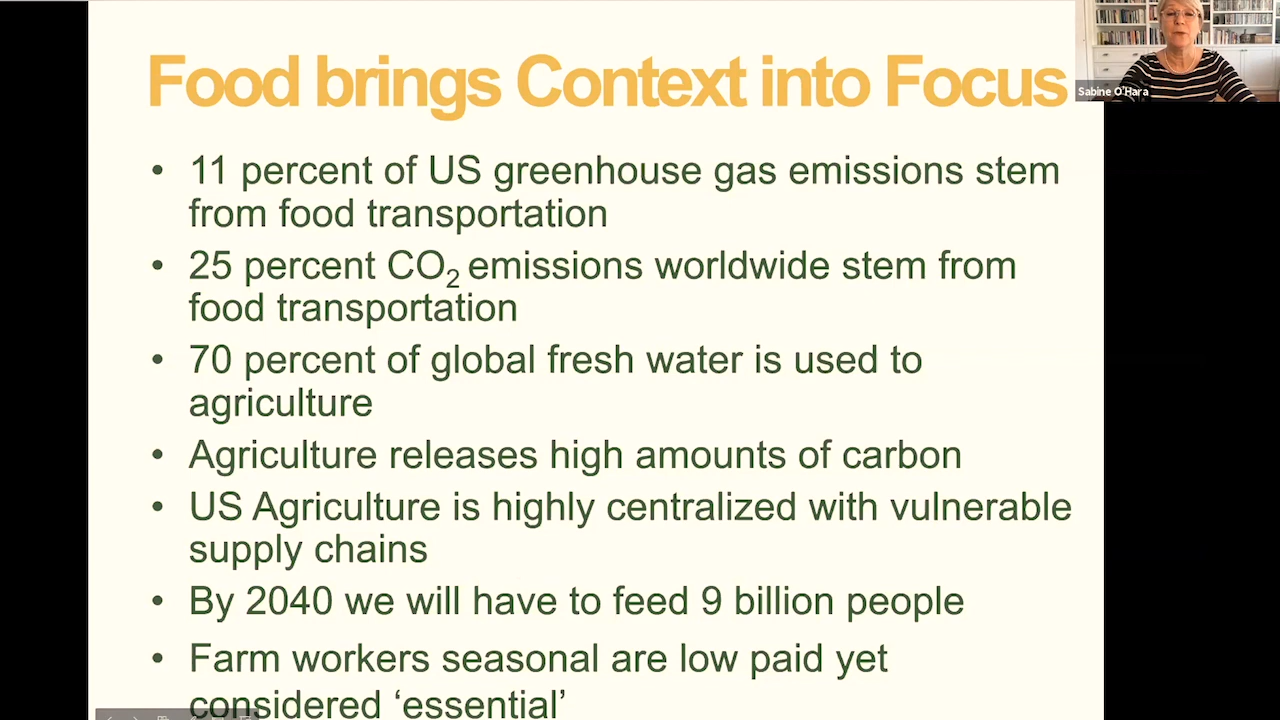 Food brings Context into Focus
Sabine O'Hara
• 11 percent of US greenhouse gas emissions stem
from food transportation
• 25 percent CO₂ emissions worldwide stem from
food transportation
• 70 percent of global fresh water is used to
agriculture
• Agriculture releases high amounts of carbon
• US Agriculture is highly centralized with vulnerable
supply chains
• By 2040 we will have to feed 9 billion people
• Farm workers seasonal are low paid yet
considered ‘essential’